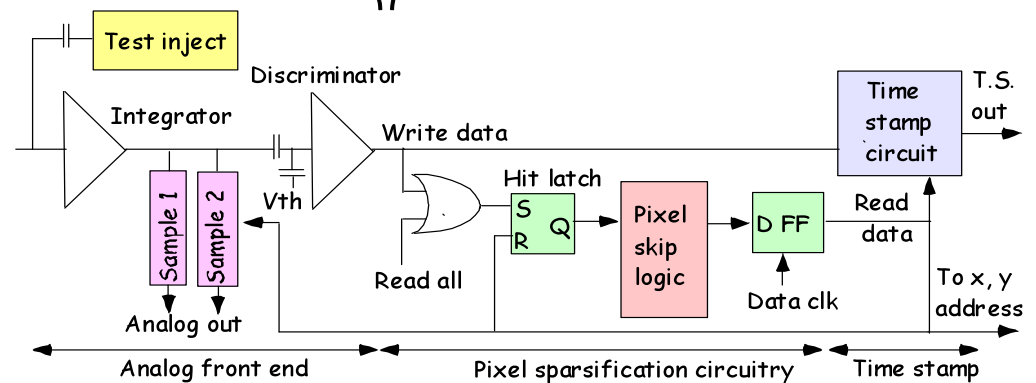 Test inject
Discriminator
Integrator
Write data
Time
stamp
circuit
T.S.
out
Sample 1
Sample 2
Vth
Hit latch
S
R
Q
Pixel
skip
logic
D FF
Read
data
Read all
Data clk
To x, y
address
Analog out
Analog front end
Pixel sparsification circuitry
Time stamp